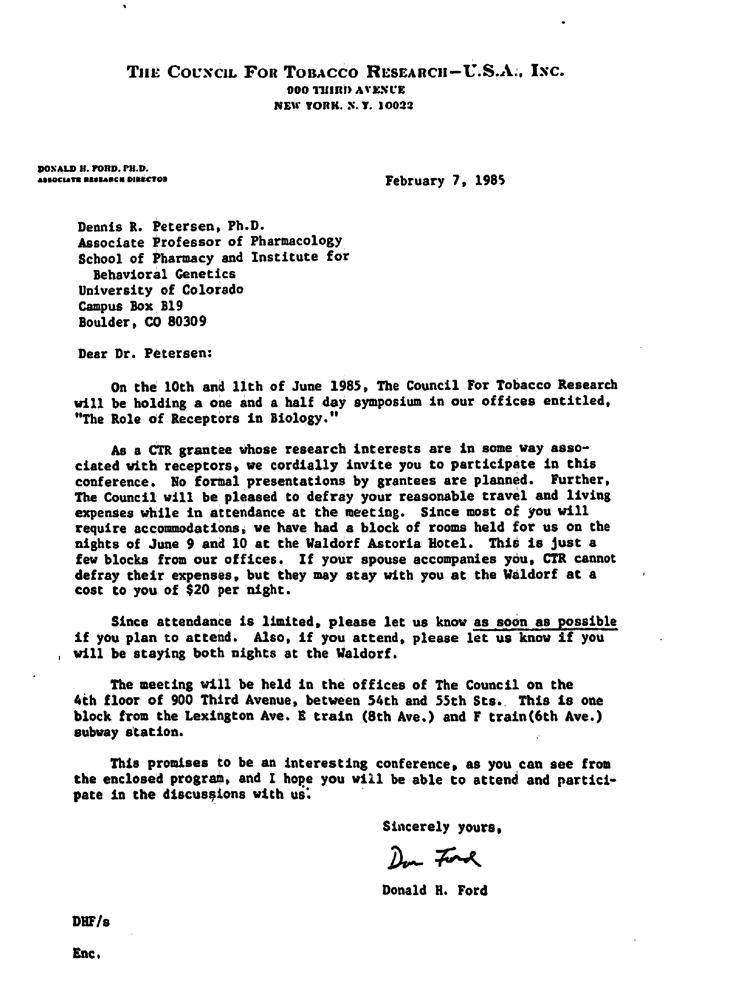 THE COUNCIL FOR TOBACCO RESEARCH—U.S.A., INC.
900 THIRD AVENUE
NEW YORK, N. Y. 10022
DONALD H. FORD, PH.D.
ASSOCIATE RESEARCH DIRECTOR
February 7, 1985
Dennis R. Petersen, Ph.D.
Associate Professor of Pharmacology
School of Pharmacy and Institute for
Behavioral Genetics
University of Colorado
Campus Box B19
Boulder, CO 80309
Dear Dr. Petersen:
On the 10th and 11th of June 1985, The Council For Tobacco Research
will be holding a one and a half day symposium in our offices entitled,
"The Role of Receptors in Biology."
As a CTR grantee whose research interests are in some way asso-
ciated with receptors, we cordially invite you to participate in this
conference. No formal presentations by grantees are planned. Further,
The Council will be pleased to defray your reasonable travel and living
expenses while in attendance at the meeting. Since most of you will
require accommodations, we have had a block of rooms held for us on the
nights of June 9 and 10 at the Waldorf Astoria Hotel. This is just a
few blocks from our offices. If your spouse accompanies you, CTR cannot
defray their expenses, but they may stay with you at the Waldorf at a
cost to you of $20 per night.
Since attendance is limited, please let us know as soon as possible
if you plan to attend. Also, if you attend, please let us know if you
will be staying both nights at the Waldorf.
The meeting will be held in the offices of The Council on the
4th floor of 900 Third Avenue, between 54th and 55th Sts. This is one
block from the Lexington Ave. E train (8th Ave.) and F train(6th Ave.)
subway station.
This promises to be an interesting conference, as you can see from
the enclosed program, and I hope you will be able to attend and partici-
pate in the discussions with us.
Sincerely yours,
Don Ford
Donald H. Ford
DHF/s
Enc.